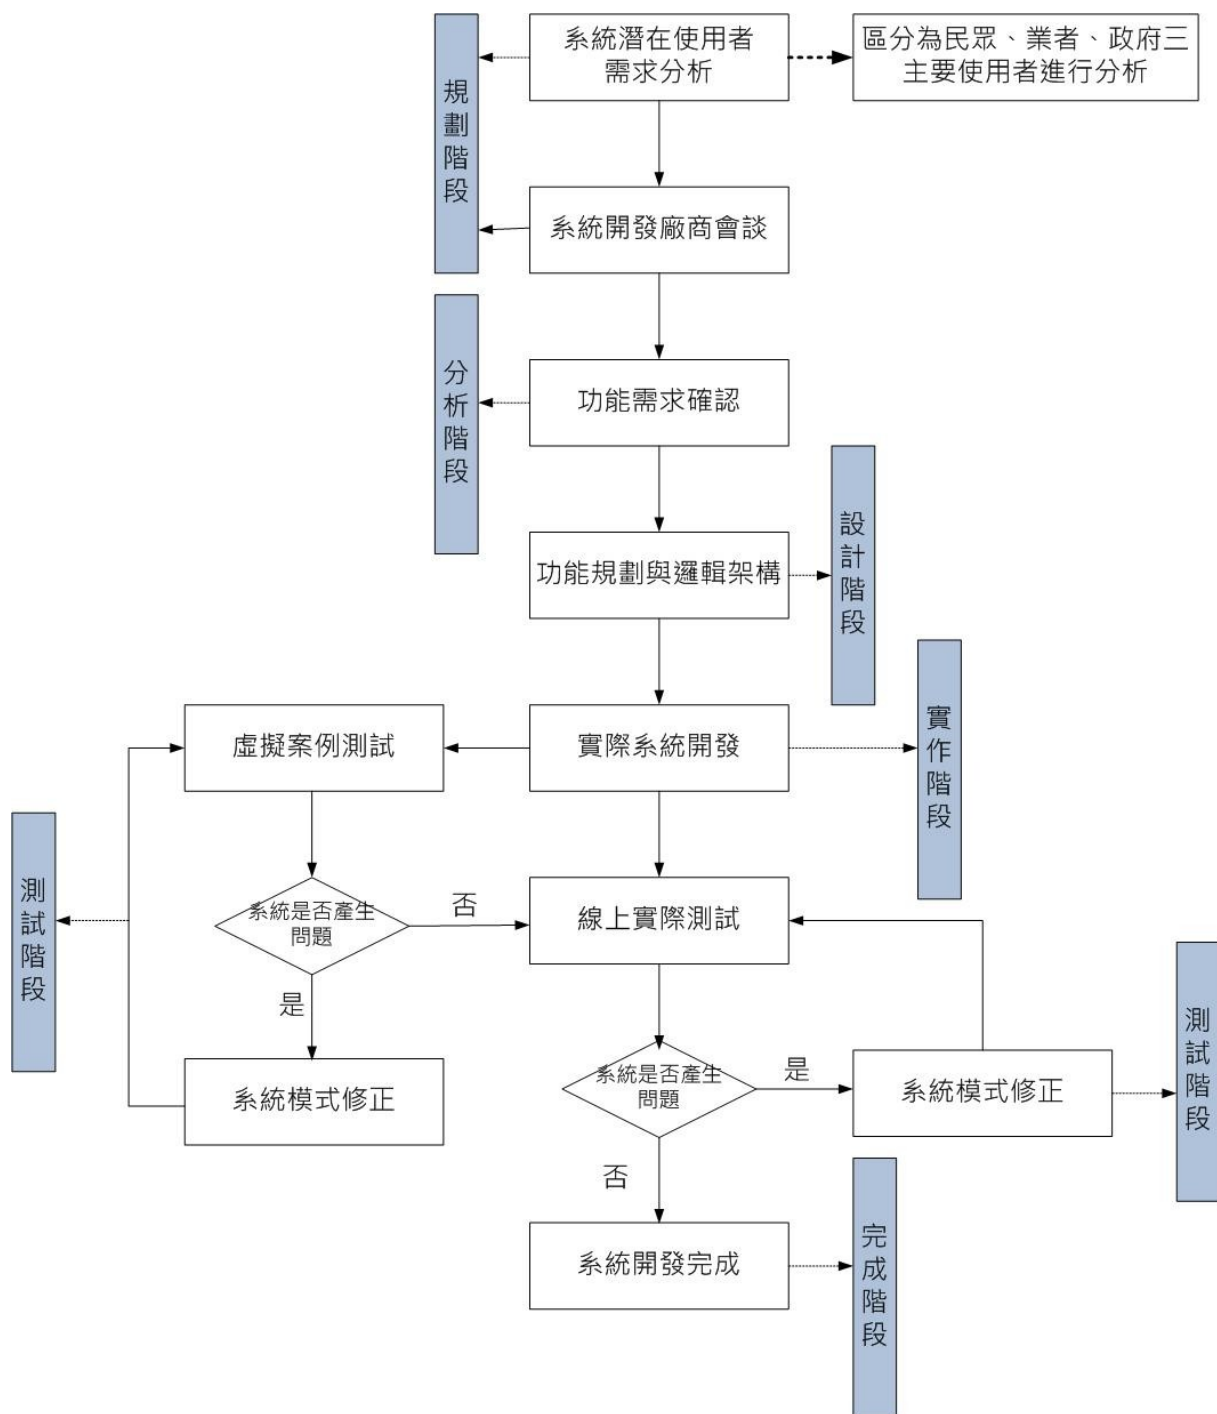 系統潛在使用者
需求分析
區分為民眾、業者、政府三
主要使用者進行分析
規劃階段
系統開發廠商會談
分析階段
功能需求確認
設計階段
功能規劃與邏輯架構
實作階段
虛擬案例測試
實際系統開發
測試階段
系統是否產生
問題
否
線上實際測試
是
系統模式修正
系統是否產生
問題
是
系統模式修正
測試階段
否
系統開發完成
完成階段